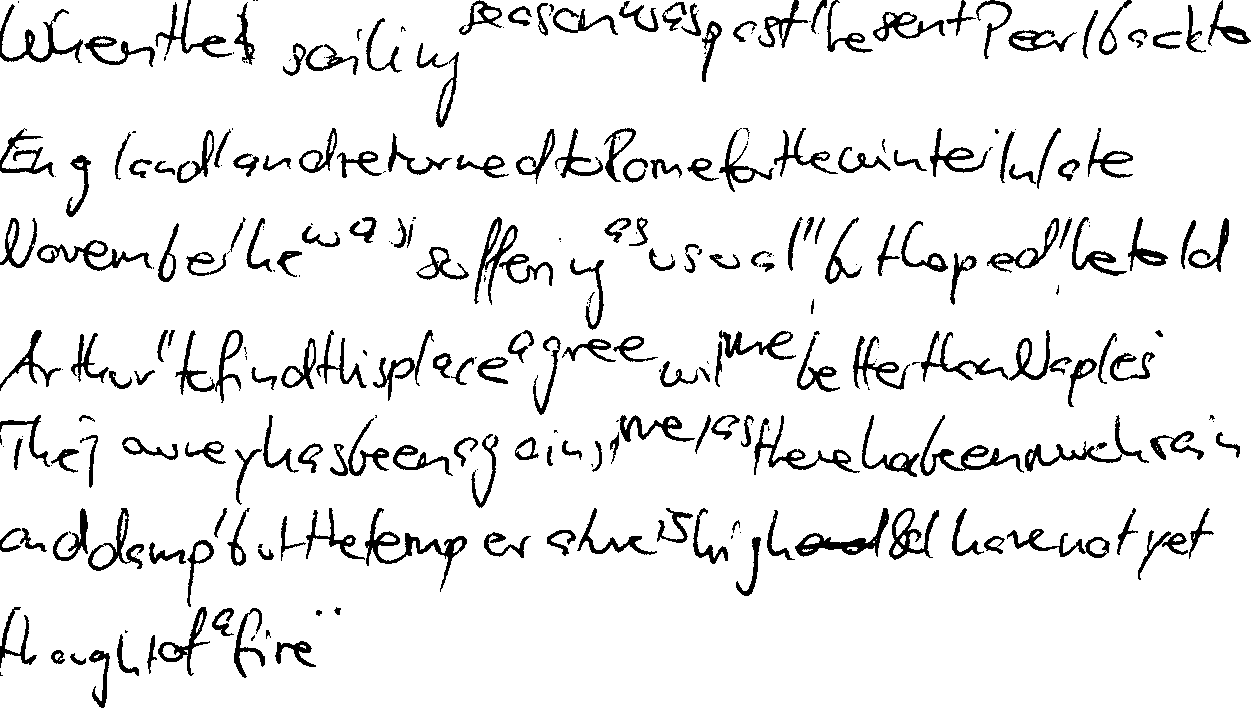 When the sailing season was past he sent Pearl back to
England and returned to Rome for the winter. In late
November he was suffering as usual "but hoped" he told
Arthur "to find this place agree wil me better than Naples.
The journey has been against me, as there ha been much rain
and damp, but the temperature is high & I have not yet
thought of a fire"